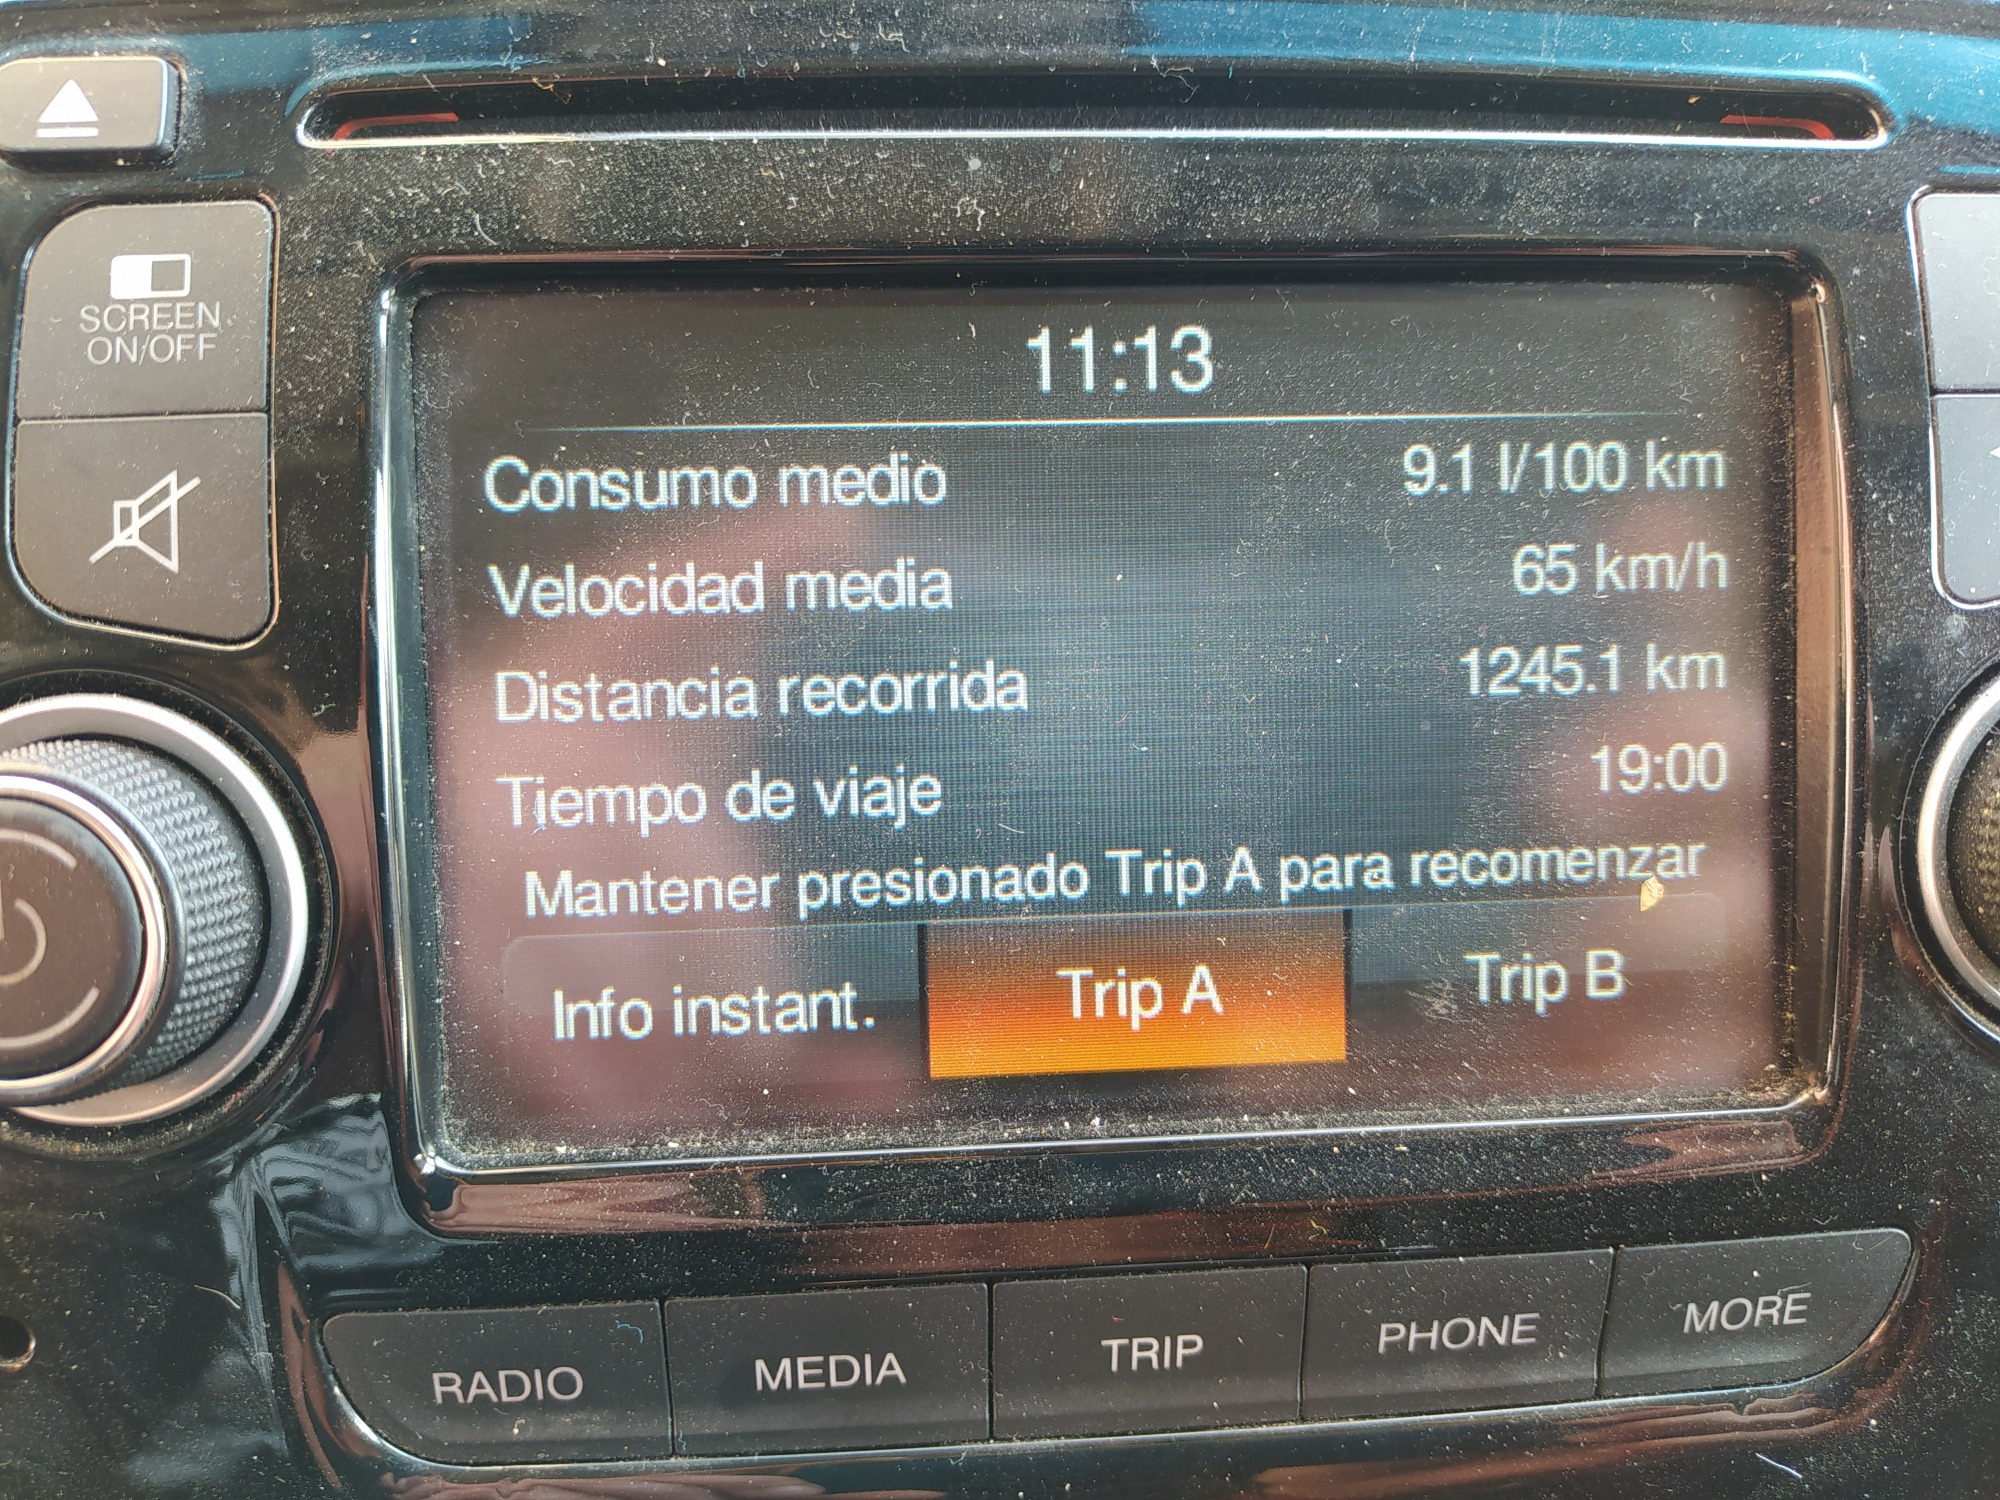 SCREEN
ON/OFF
11:13
Consumo medio 9.1 l/100 km
Velocidad media 65 km/h
Distancia recorrida 1245.1 km
Tiempo de viaje 19:00
Mantener presionado Trip A para recomenzar
Info instant. Trip A Trip B
RADIO MEDIA TRIP PHONE MORE